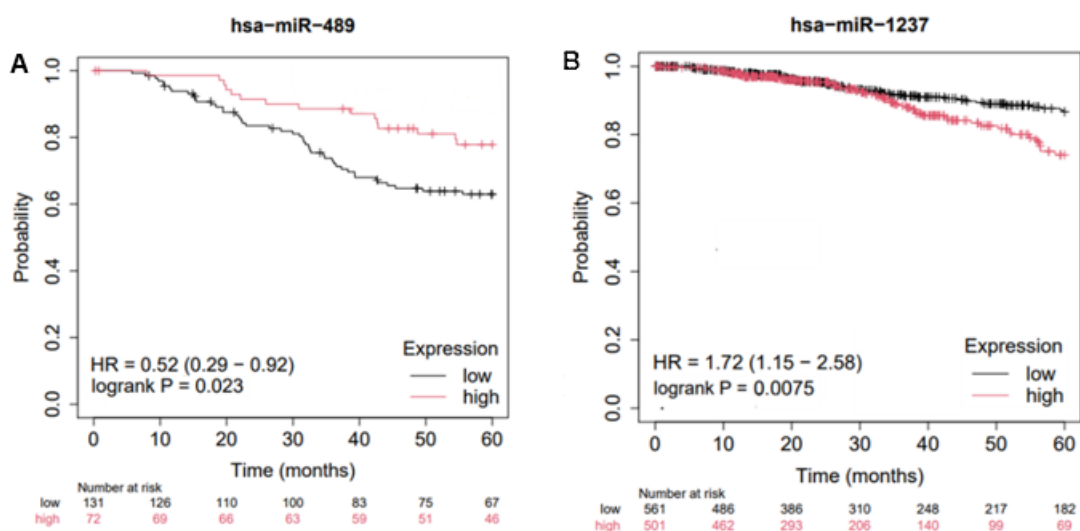 hsa−miR−489
A
Probability
1.0
0.8
0.6
0.4
0.2
0.0
HR = 0.52 (0.29 − 0.92)
logrank P = 0.023
Expression
low
high
0 10 20 30 40 50 60
Time (months)
Number at risk
low 131 126 110 100 83 75 67
high 72 69 66 63 59 51 46
hsa−miR−1237
B
Probability
1.0
0.8
0.6
0.4
0.2
0.0
HR = 1.72 (1.15 − 2.58)
logrank P = 0.0075
Expression
low
high
0 10 20 30 40 50 60
Time (months)
Number at risk
low 561 486 386 310 248 217 182
high 501 462 293 206 140 99 69